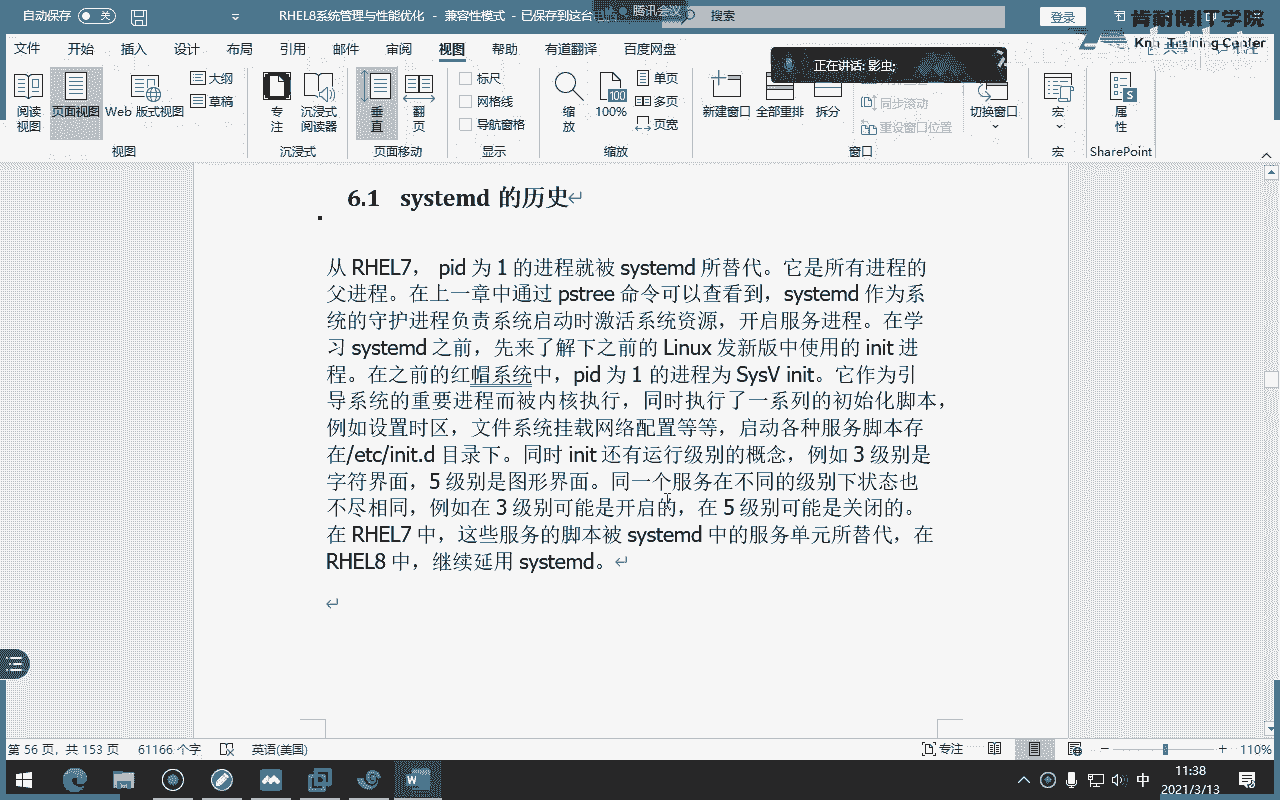 自动保存 关 RHEL8系统管理与性能优化 - 兼容性模式 - 已保存到这台电脑 腾讯会议 搜索 登录 肯耐博IT学院
文件 开始 插入 设计 布局 引用 邮件 审阅 视图 帮助 有道翻译 百度网盘 共享 Training Center
正在讲话: 影虫;
阅读视图 页面视图 Web 版式视图 大纲 草稿 专注 沉浸式阅读器 垂直 翻页 标尺 网格线 导航窗格 缩放 100% 单页 多页 页宽 新建窗口 全部重排 拆分 同步滚动 重设窗口位置 切换窗口 宏 属性
视图 沉浸式 页面移动 显示 缩放 窗口 宏 SharePoint
6.1 systemd 的历史
从 RHEL7， pid 为 1 的进程就被 systemd 所替代。它是所有进程的
父进程。在上一章中通过 pstree 命令可以查看到，systemd 作为系
统的守护进程负责系统启动时激活系统资源，开启服务进程。在学
习 systemd 之前，先来了解下之前的 Linux 发新版中使用的 init 进
程。在之前的红帽系统中，pid 为 1 的进程为 SysV init。它作为引
导系统的重要进程而被内核执行，同时执行了一系列的初始化脚本，
例如设置时区，文件系统挂载网络配置等等，启动各种服务脚本存
在/etc/init.d 目录下。同时 init 还有运行级别的概念，例如 3 级别是
字符界面，5 级别是图形界面。同一个服务在不同的级别下状态也
不尽相同，例如在 3 级别可能是开启的，在 5 级别可能是关闭的。
在 RHEL7 中，这些服务的脚本被 systemd 中的服务单元所替代，在
RHEL8 中，继续延用 systemd。
第 56 页，共 153 页 61166 个字 英语(美国) 专注 110%
中 11:38
2021/3/13